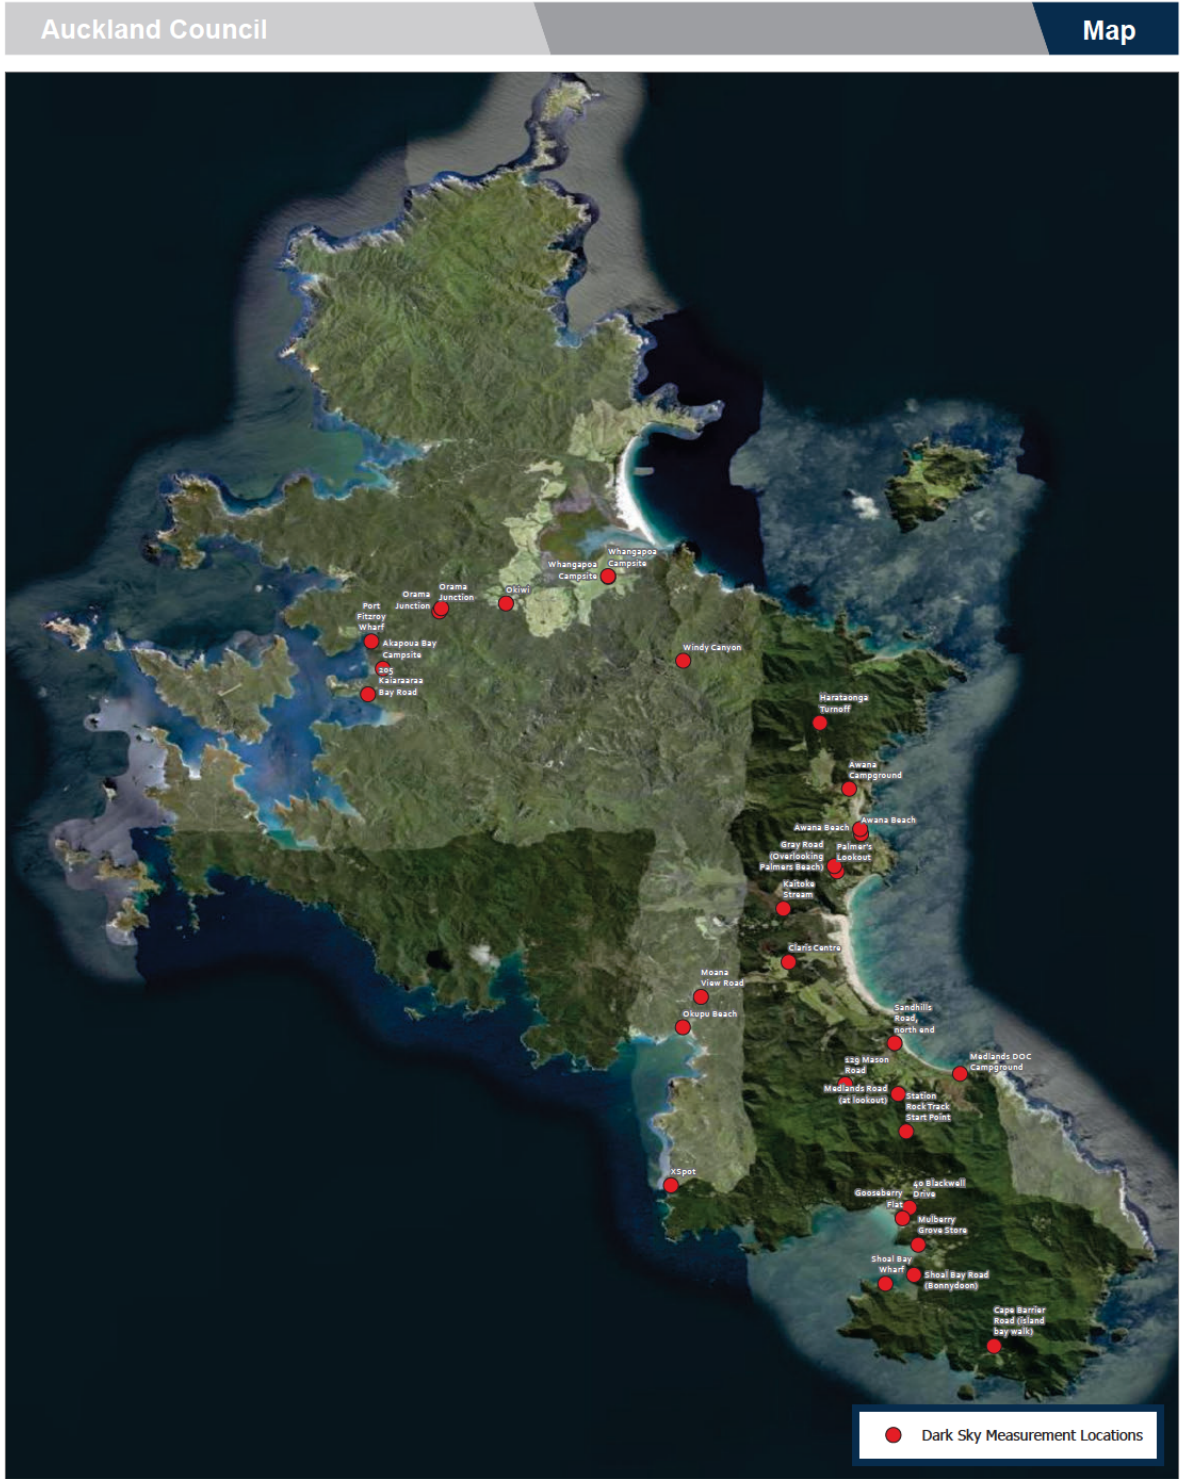 Auckland Council
Map
Whangapoa
Campsite
Whangapoa
Campsite
Orama
Junction
Orama
Junction
Okiwi
Port
Fitzroy
Wharf
Akapoua Bay
Campsite
205
Kaiaraaraa
Bay Road
Windy Canyon
Harataonga
Turnoff
Awana
Campground
Awana Beach
Awana Beach
Gray Road
(Overlooking
Palmers Beach)
Palmer's
Lookout
Kaitoke
Stream
Claris Centre
Moana
View Road
Okupu Beach
Sandhills
Road,
north end
Medlands DOC
Campground
129 Mason
Road
Medlands Road
(at lookout)
Station
Rock Track
Start Point
XSpot
40 Blackwell
Drive
Gooseberry
Flat
Mulberry
Grove Store
Shoal Bay
Wharf
Shoal Bay Road
(Bonnydoon)
Cape Barrier
Road (island
bay walk)
Dark Sky Measurement Locations